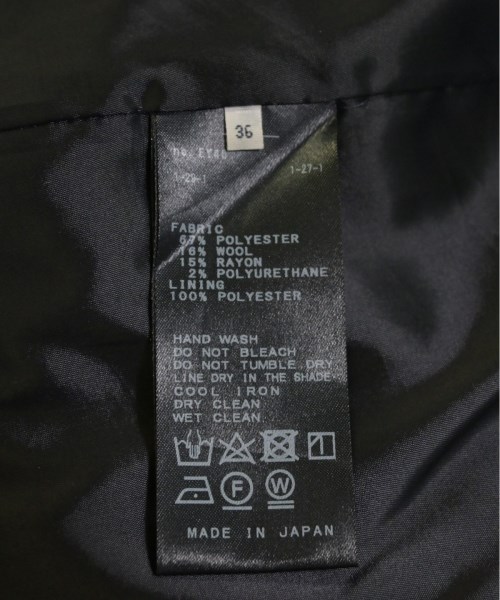 36
no. EY46
1-29-1 1-27-1
FABRIC
67% POLYESTER
16% WOOL
15% RAYON
2% POLYURETHANE
LINING
100% POLYESTER
HAND WASH
DO NOT BLEACH
DO NOT TUMBLE DRY
LINE DRY IN THE SHADE
COOL IRON
DRY CLEAN
WET CLEAN
F W
MADE IN JAPAN